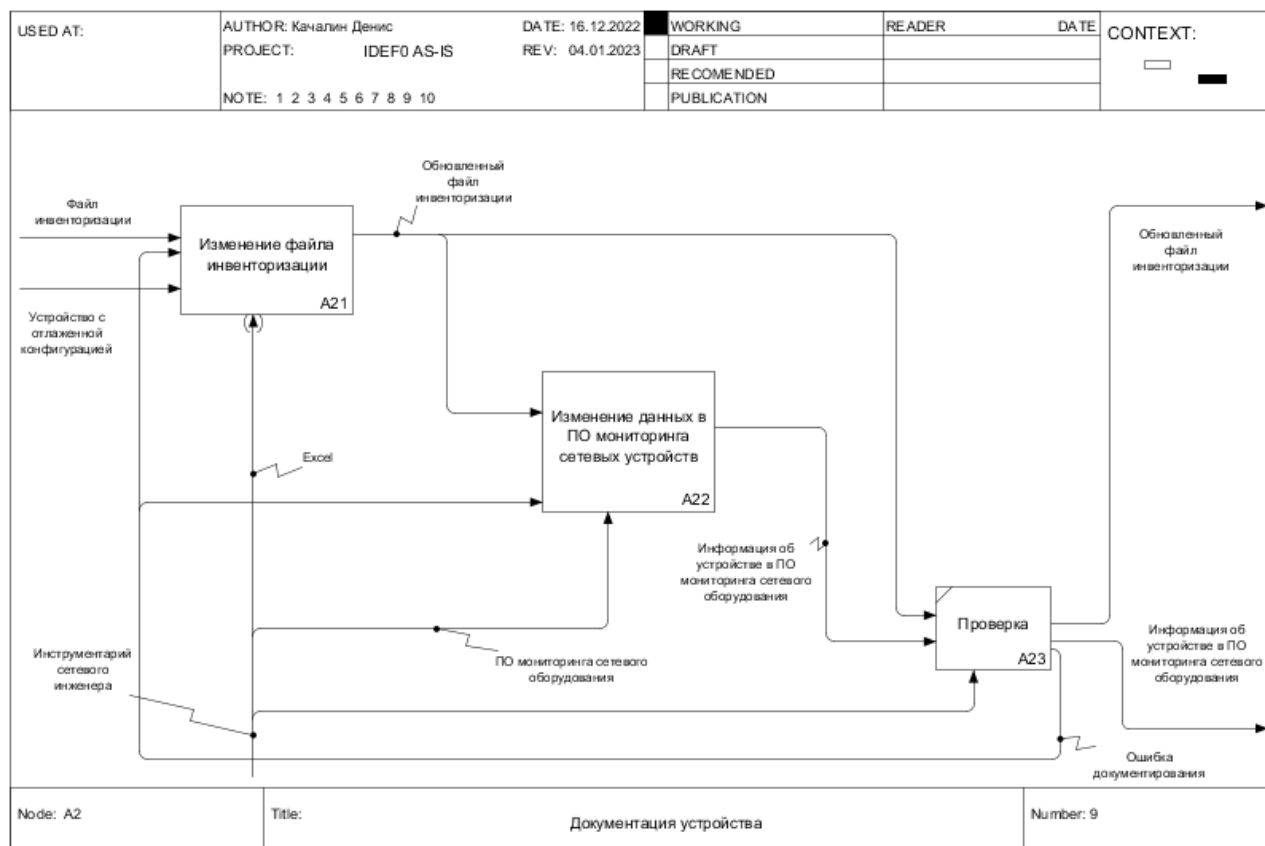 USED AT:
AUTHOR: Качалин Денис
DATE: 16.12.2022
PROJECT: IDEF0 AS-IS
REV: 04.01.2023
NOTE: 1 2 3 4 5 6 7 8 9 10
WORKING
DRAFT
RECOMENDED
PUBLICATION
READER
DATE
CONTEXT:
Обновленный
файл
инвенторизации
Файл
инвенторизации
Изменение файла
инвенторизации
A21
Обновленный
файл
инвенторизации
Устройство с
отлаженной
конфигурацией
Изменение данных в
ПО мониторинга
сетевых устройств
A22
Excel
Информация об
устройстве в ПО
мониторинга сетевого
оборудования
Проверка
A23
Информация об
устройстве в ПО
мониторинга сетевого
оборудования
Инструментарий
сетевого
инженера
ПО мониторинга сетевого
оборудования
Ошибка
документирования
Node: A2
Title:
Документация устройства
Number: 9